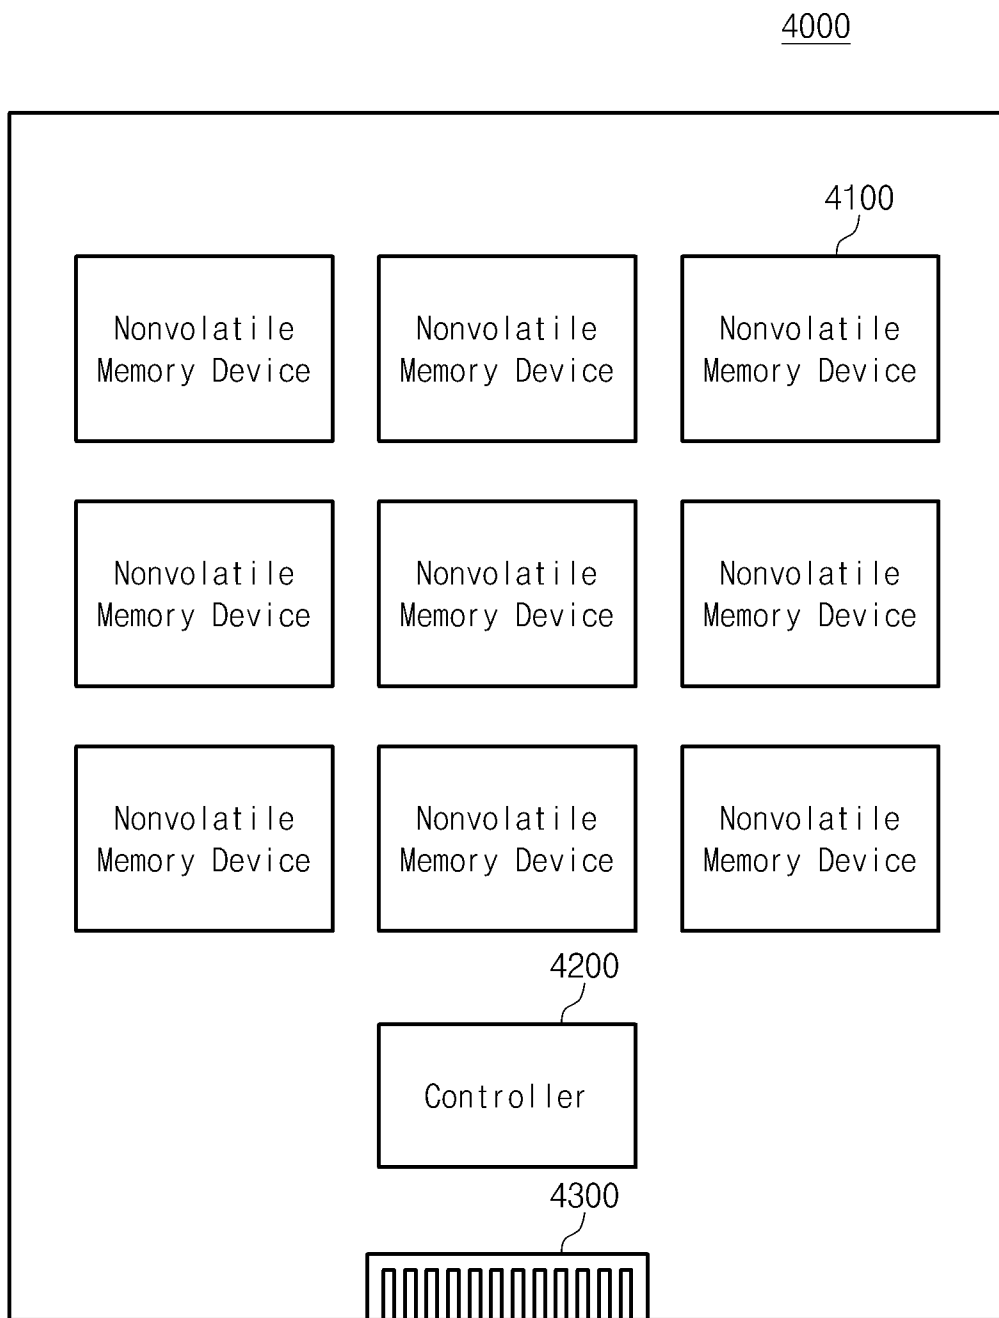 4000
4100
Nonvolatile Nonvolatile Nonvolatile
Memory Device Memory Device Memory Device
Nonvolatile Nonvolatile Nonvolatile
Memory Device Memory Device Memory Device
Nonvolatile Nonvolatile Nonvolatile
Memory Device Memory Device Memory Device
4200
Controller
4300